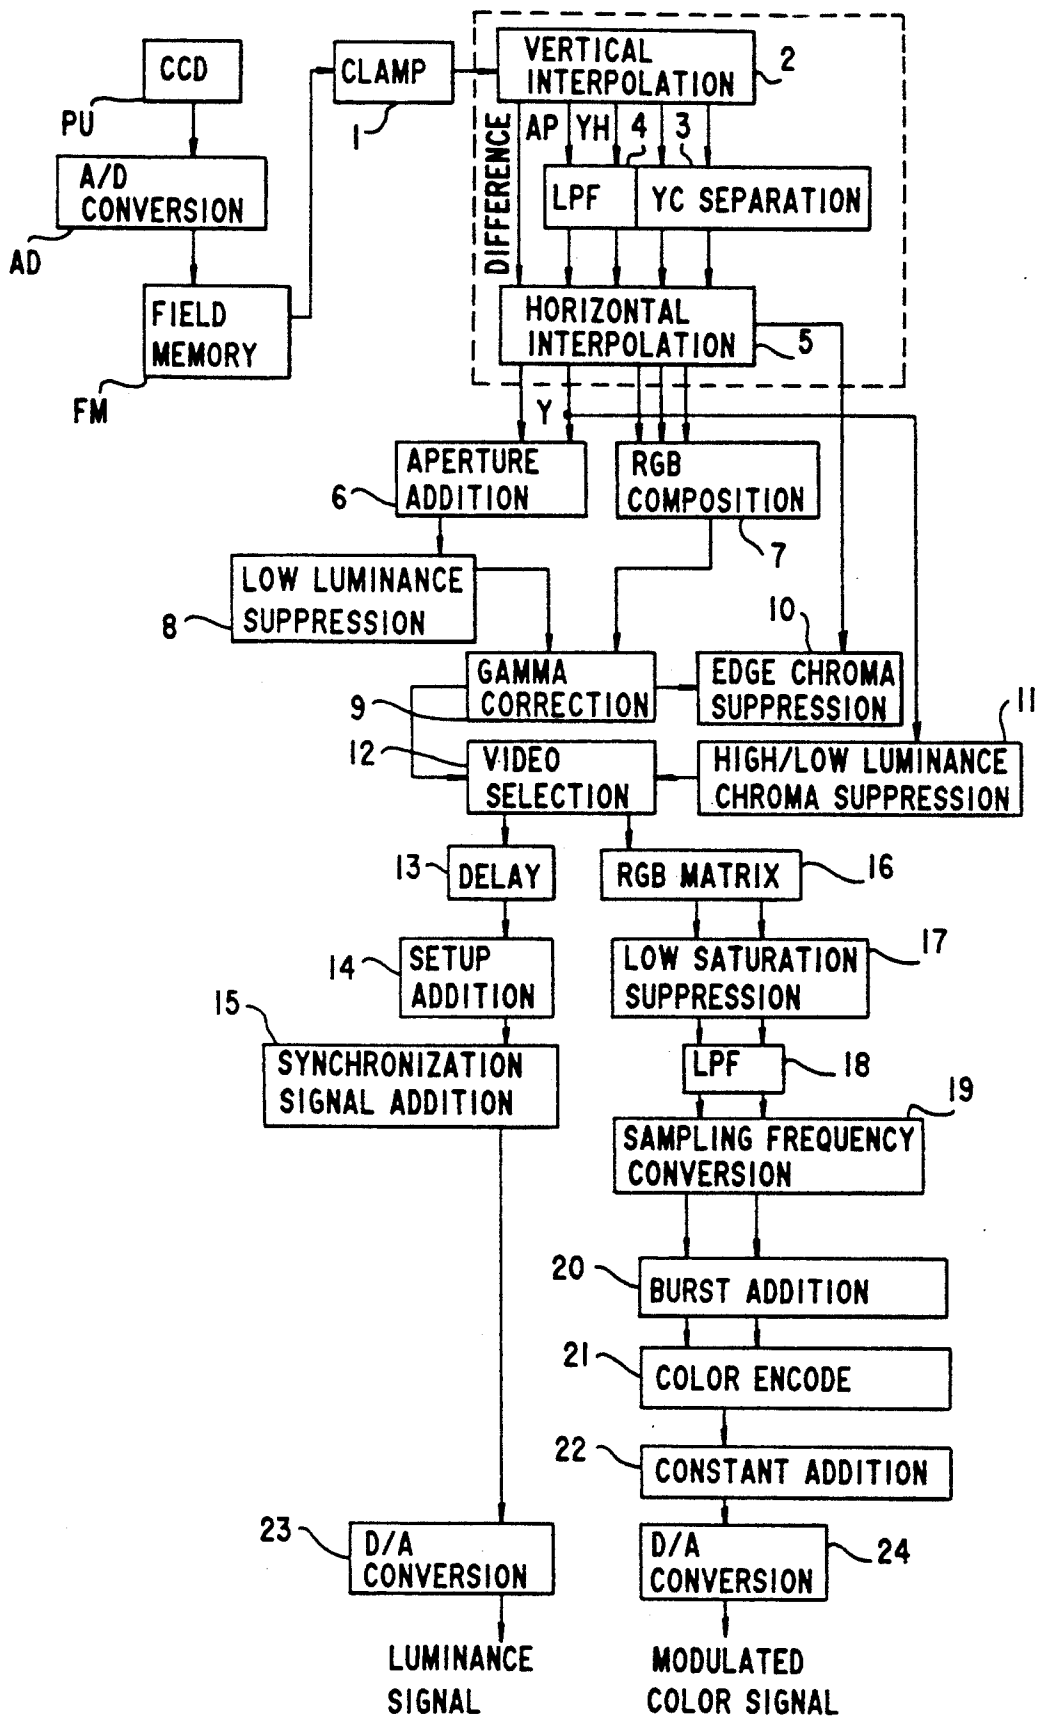 CCD
PU
A/D
CONVERSION
AD
FIELD
MEMORY
FM
CLAMP
1
VERTICAL
INTERPOLATION
2
DIFFERENCE
AP
YH
4
3
LPF
YC SEPARATION
HORIZONTAL
INTERPOLATION
5
Y
APERTURE
ADDITION
6
RGB
COMPOSITION
7
LOW LUMINANCE
SUPPRESSION
8
GAMMA
CORRECTION
9
10
EDGE CHROMA
SUPPRESSION
11
HIGH/LOW LUMINANCE
CHROMA SUPPRESSION
12
VIDEO
SELECTION
13
DELAY
RGB MATRIX
16
14
SETUP
ADDITION
LOW SATURATION
SUPPRESSION
17
15
SYNCHRONIZATION
SIGNAL ADDITION
LPF
18
19
SAMPLING FREQUENCY
CONVERSION
20
BURST ADDITION
21
COLOR ENCODE
22
CONSTANT ADDITION
23
D/A
CONVERSION
D/A
CONVERSION
24
LUMINANCE
SIGNAL
MODULATED
COLOR SIGNAL